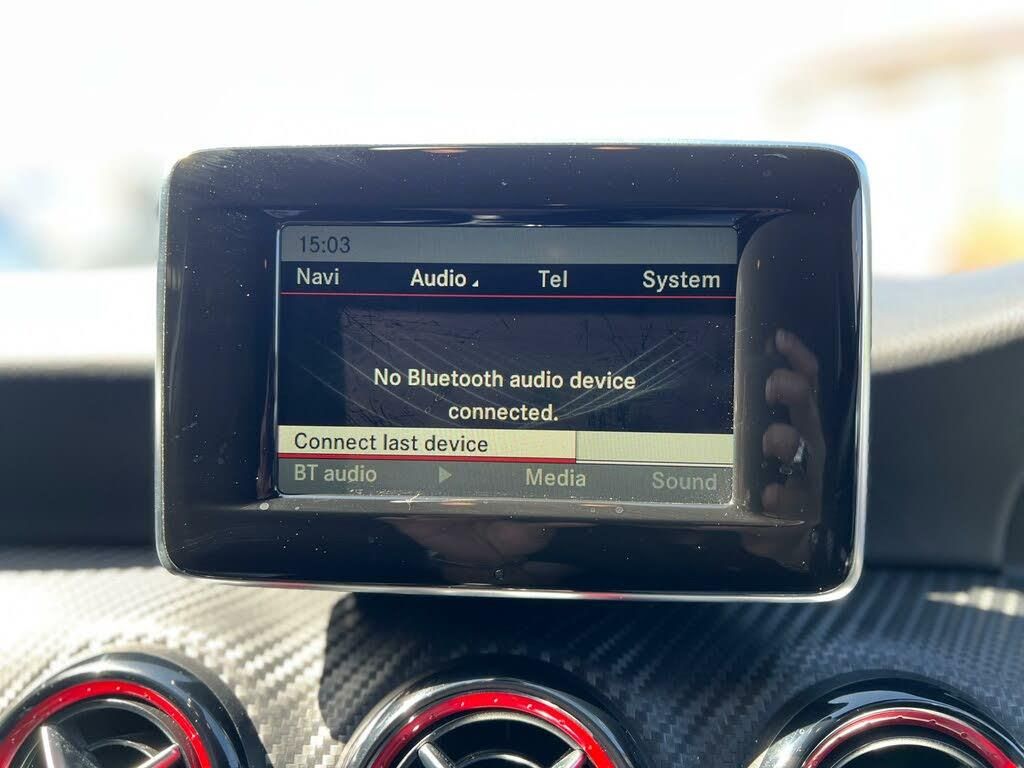 15:03
Navi Audio Tel System
No Bluetooth audio device
connected.
Connect last device
BT audio Media Sound